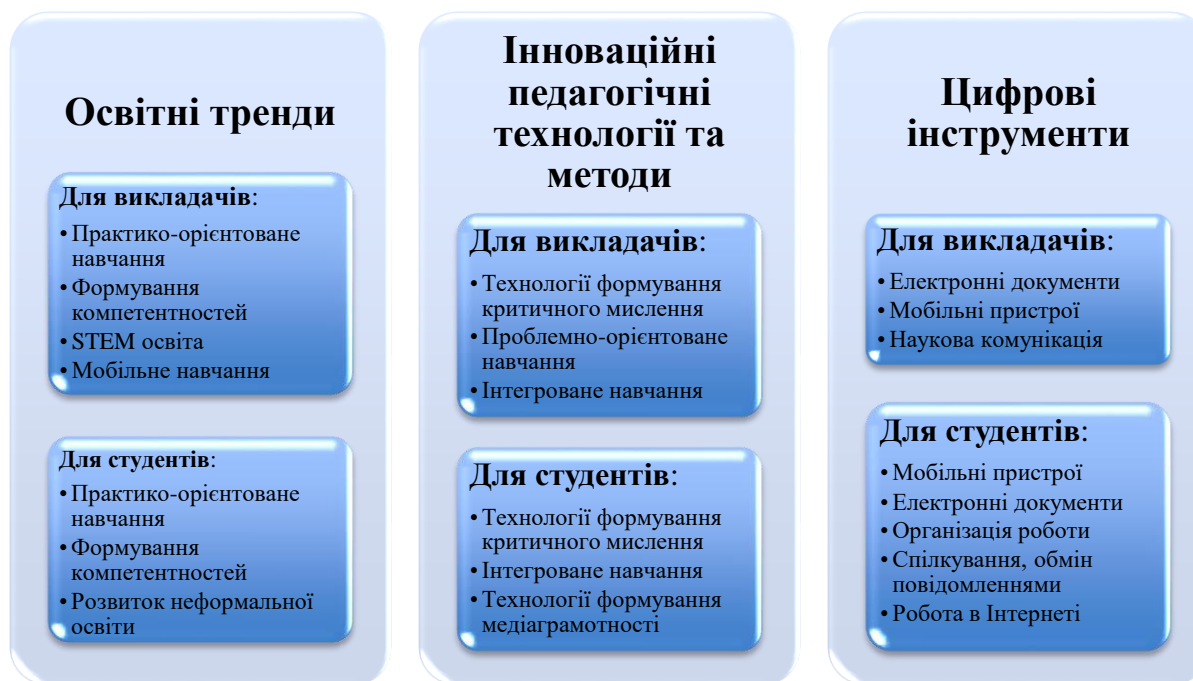 Освітні тренди
Для викладачів:
• Практико-орієнтоване
навчання
• Формування
компетентностей
• STEM освіта
• Мобільне навчання
Для студентів:
• Практико-орієнтоване
навчання
• Формування
компетентностей
• Розвиток неформальної
освіти
Інноваційні
педагогічні
технології та
методи
Для викладачів:
• Технології формування
критичного мислення
• Проблемно-орієнтоване
навчання
• Інтегроване навчання
Для студентів:
• Технології формування
критичного мислення
• Інтегроване навчання
• Технології формування
медіаграмотності
Цифрові
інструменти
Для викладачів:
• Електронні документи
• Мобільні пристрої
• Наукова комунікація
Для студентів:
• Мобільні пристрої
• Електронні документи
• Організація роботи
• Спілкування, обмін
повідомленнями
• Робота в Інтернеті